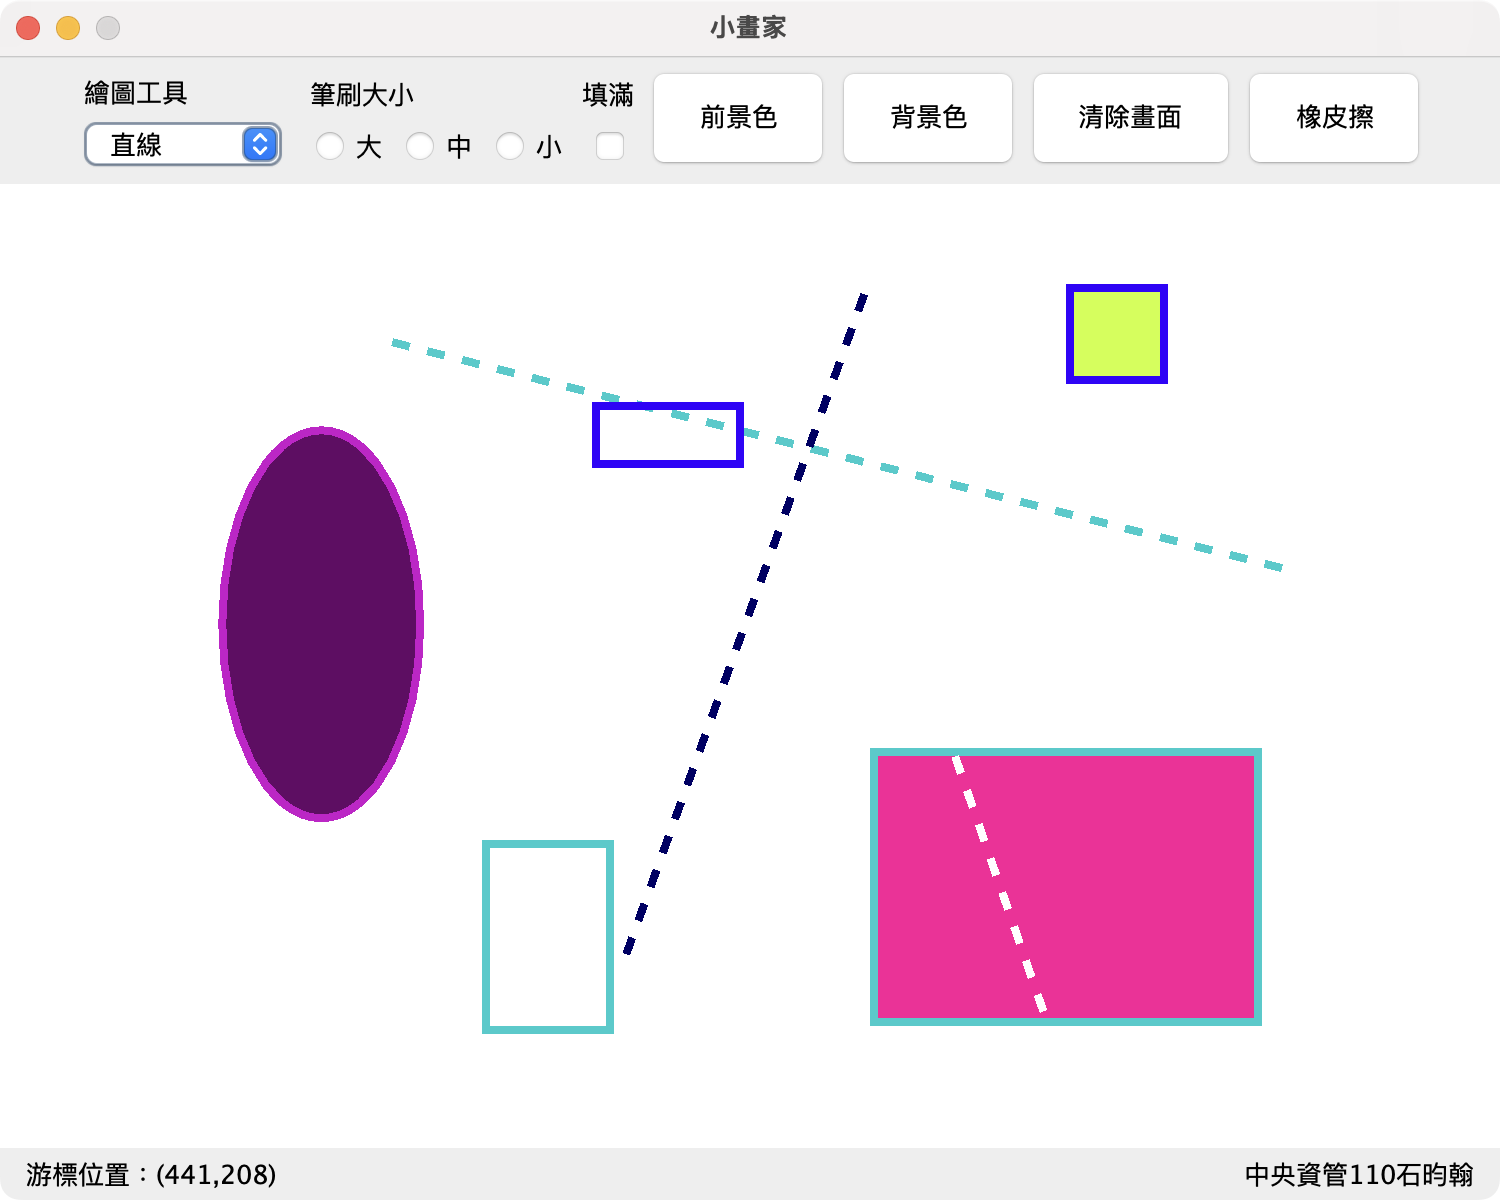 小畫家
繪圖工具
筆刷大小
填滿
直線
大
中
小
前景色
背景色
清除畫面
橡皮擦
游標位置：(441,208)
中央資管110石昀翰